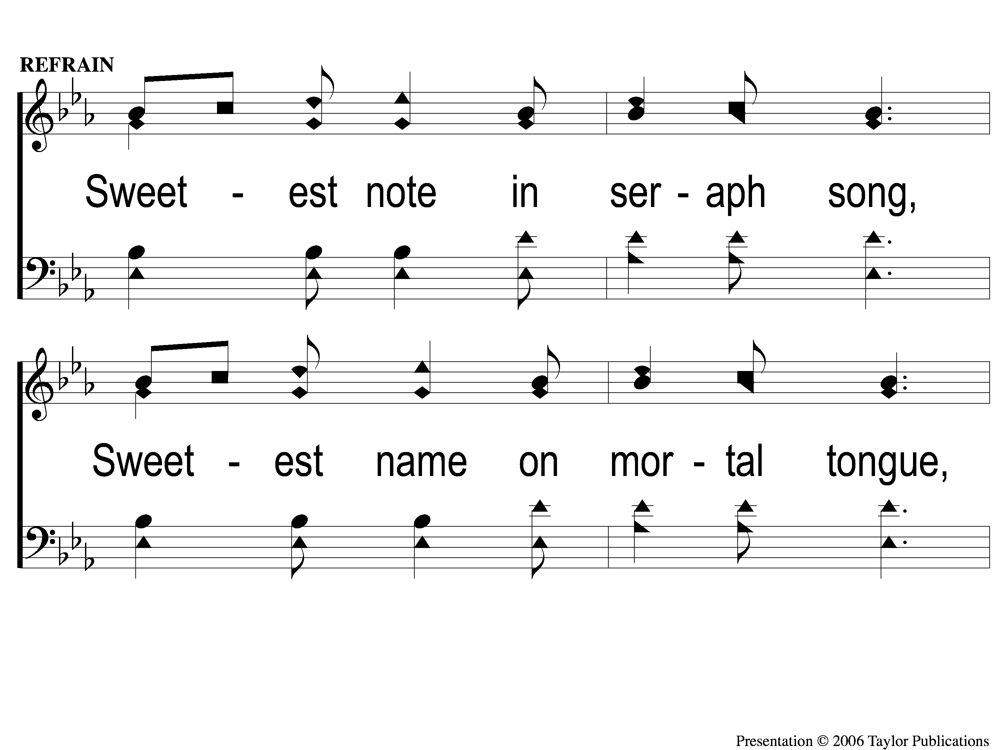 REFRAIN
Sweet - est note in ser - aph song,
Sweet - est name on mor - tal tongue,
Presentation © 2006 Taylor Publications